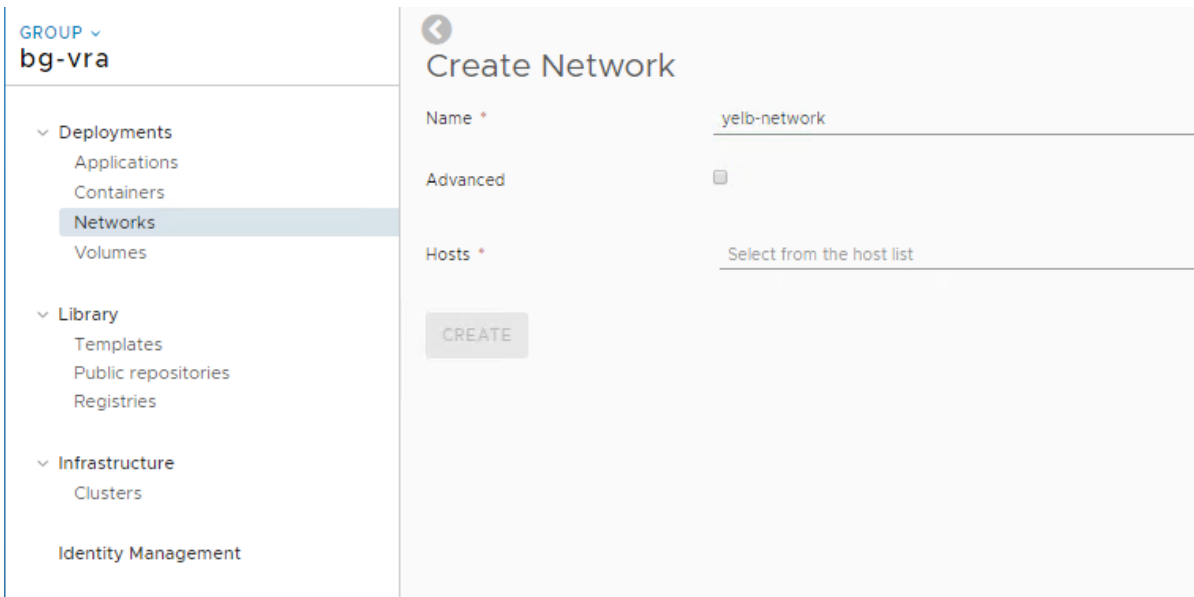 GROUP
bg-vra
Deployments
Applications
Containers
Networks
Volumes
Library
Templates
Public repositories
Registries
Infrastructure
Clusters
Identity Management
Create Network
Name * yelb-network
Advanced
Hosts * Select from the host list
CREATE